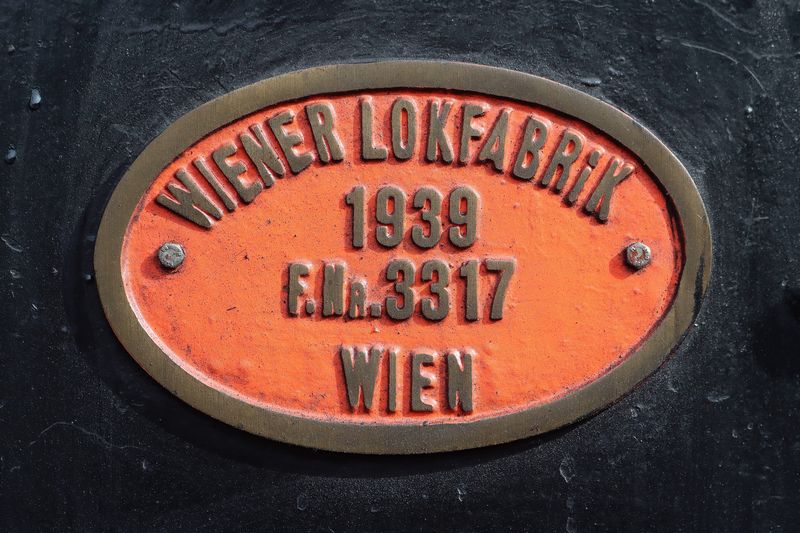 WIENER LOKFABRIK
1939
F.NR.3317
WIEN